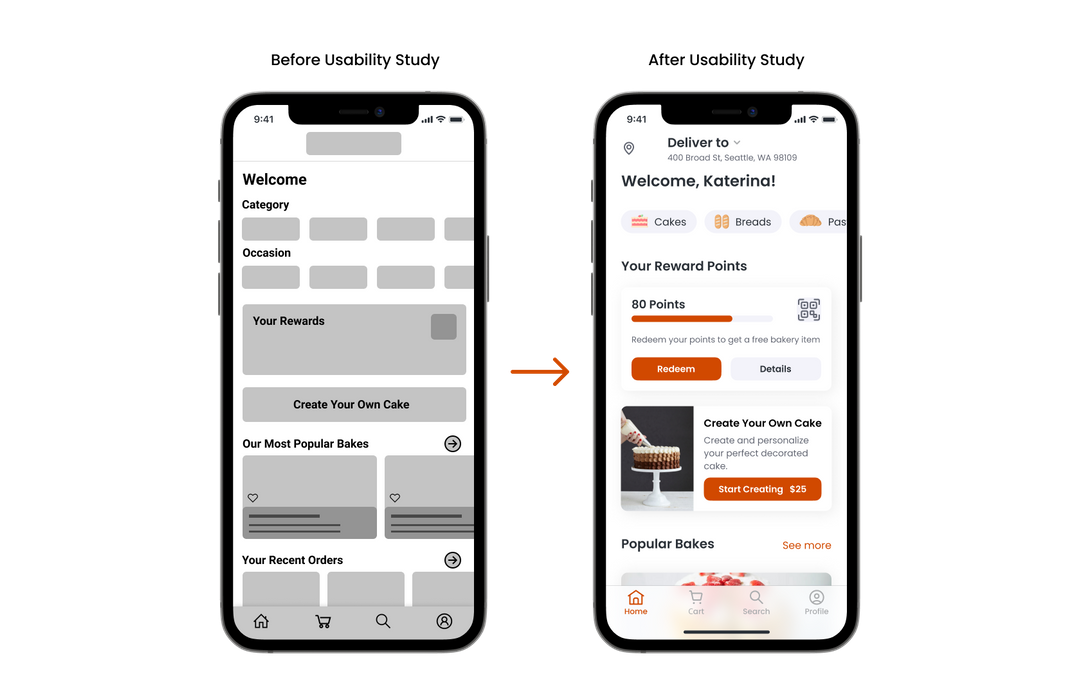 Before Usability Study
9:41
Welcome
Category
Occasion
Your Rewards
Create Your Own Cake
Our Most Popular Bakes
Your Recent Orders
After Usability Study
9:41
Deliver to
400 Broad St, Seattle, WA 98109
Welcome, Katerina!
Cakes Breads Pas
Your Reward Points
80 Points
Redeem your points to get a free bakery item
Redeem Details
Create Your Own Cake
Create and personalize
your perfect decorated
cake.
Start Creating $25
Popular Bakes See more
Home Cart Search Profile